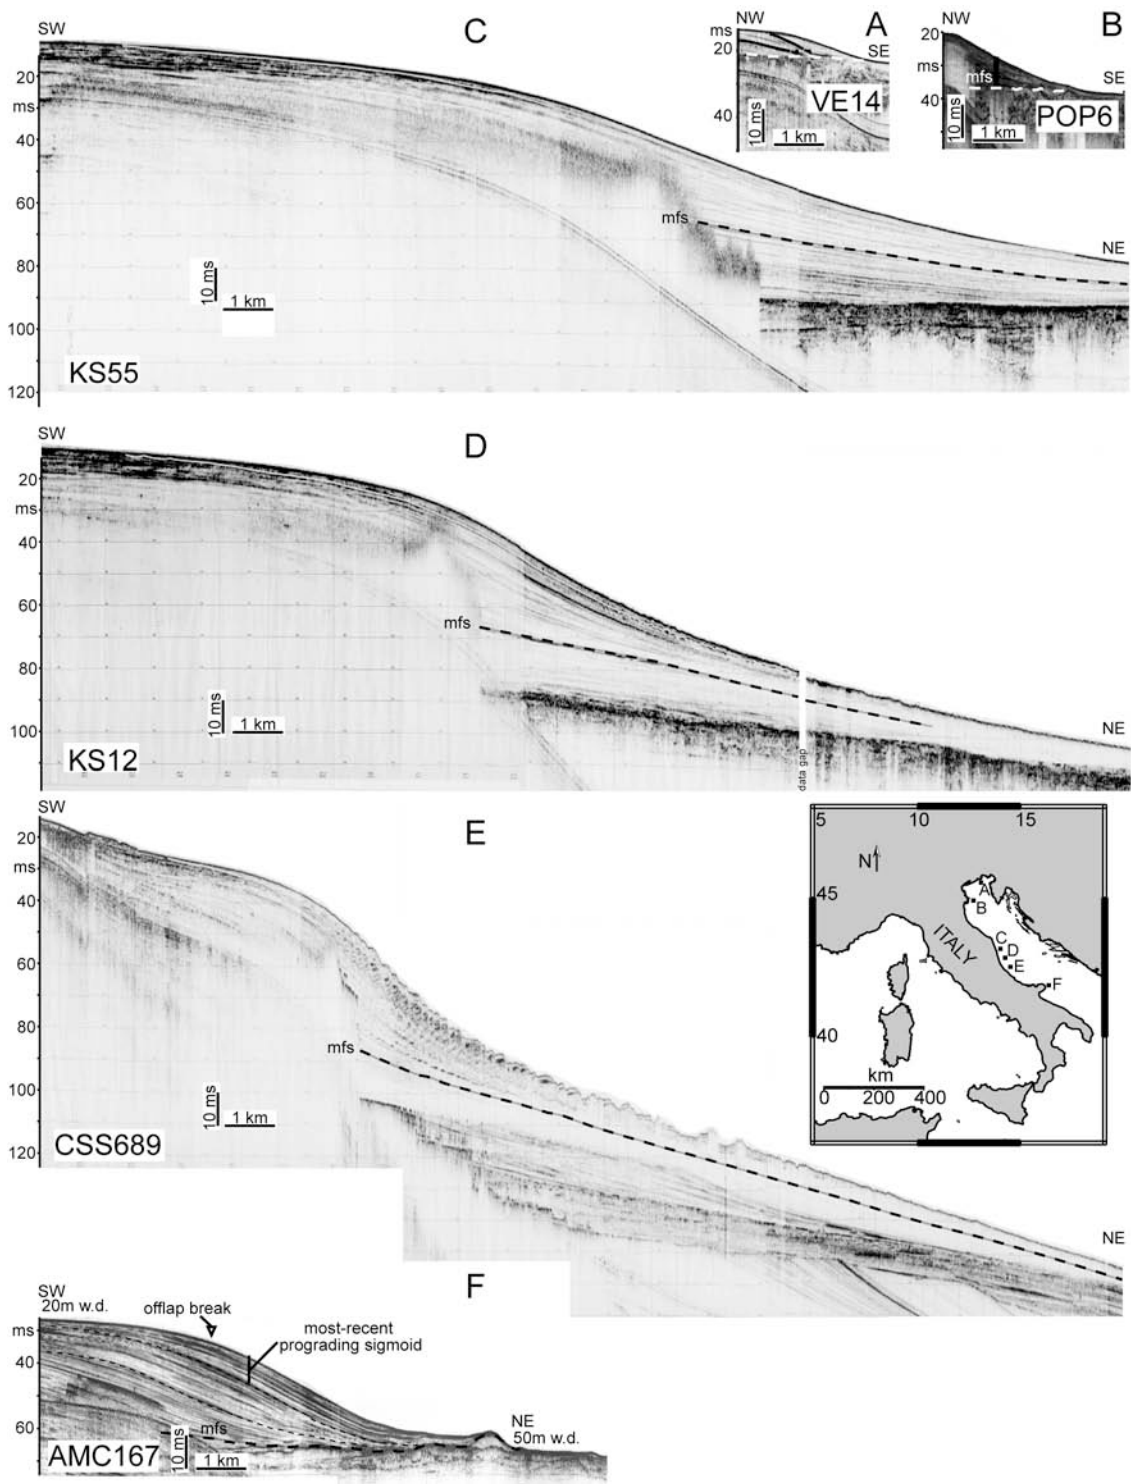 SW
C
20
ms
40
60
80
100
120
mfs
NE
10 ms
1 km
KS55
A
NW
ms
20
40
SE
10 ms
1 km
VE14
B
NW
20
ms
40
mfs
SE
10 ms
1 km
POP6
SW
D
20
ms
40
60
80
100
mfs
NE
10 ms
1 km
data gap
KS12
SW
E
20
ms
40
60
80
100
120
mfs
NE
10 ms
1 km
CSS689
5 10 15
N
45
40
A
B
C
D
E
F
ITALY
km
0 200 400
SW
20m w.d.
F
offlap break
most-recent
prograding sigmoid
ms
40
60
mfs
NE
50m w.d.
10 ms
1 km
AMC167